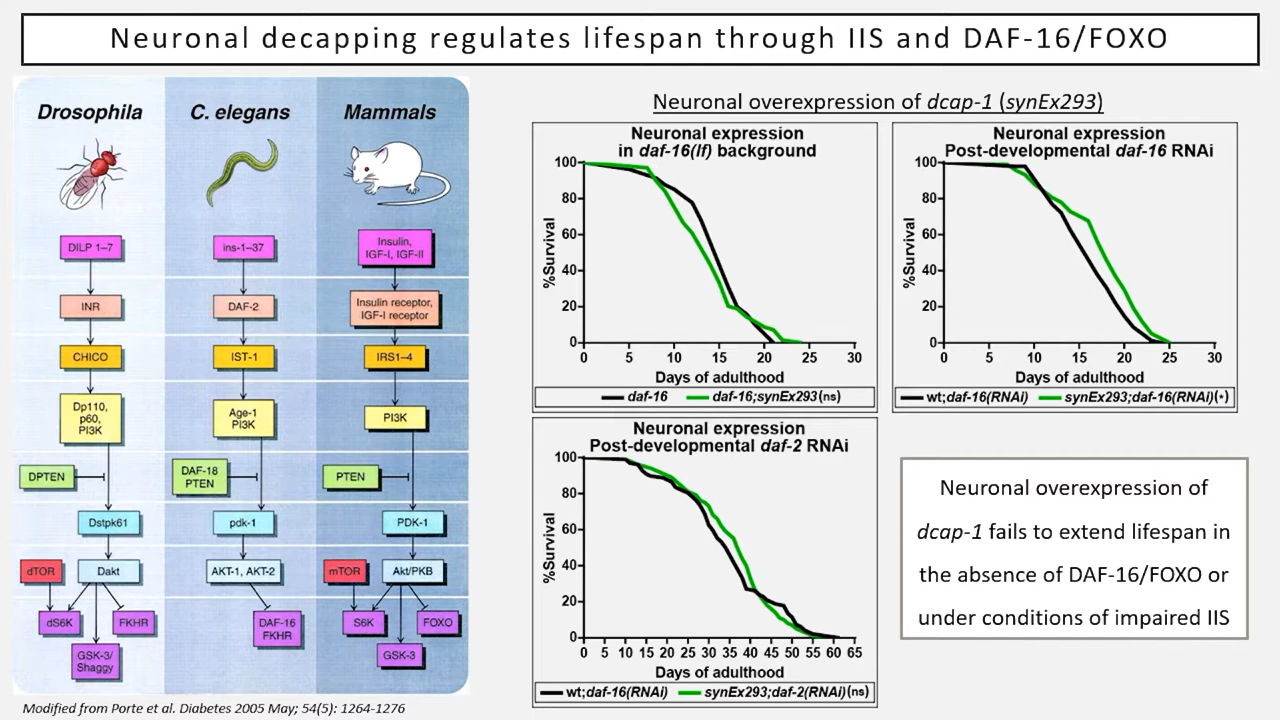 Neuronal decapping regulates lifespan through IIS and DAF-16/FOXO
Drosophila
C. elegans
Mammals
DILP 1–7
ins-1–37
Insulin,
IGF-I, IGF-II
INR
DAF-2
Insulin receptor,
IGF-I receptor
CHICO
IST-1
IRS1–4
Dp110,
p60,
PI3K
Age-1
PI3K
PI3K
DPTEN
DAF-18
PTEN
PTEN
Dstpk61
pdk-1
PDK-1
dTOR
Dakt
AKT-1, AKT-2
mTOR
Akt/PKB
dS6K
FKHR
DAF-16
FKHR
S6K
FOXO
GSK-3/
Shaggy
GSK-3
Modified from Porte et al. Diabetes 2005 May; 54(5): 1264-1276
Neuronal overexpression of dcap-1 (synEx293)
Neuronal expression
in daf-16(lf) background
%Survival
100
80
60
40
20
0
0 5 10 15 20 25 30
Days of adulthood
daf-16 daf-16;synEx293(ns)
Neuronal expression
Post-developmental daf-16 RNAi
%Survival
100
80
60
40
20
0
0 5 10 15 20 25 30
Days of adulthood
wt;daf-16(RNAi) synEx293;daf-16(RNAi)(*)
Neuronal expression
Post-developmental daf-2 RNAi
%Survival
100
80
60
40
20
0
0 5 10 15 20 25 30 35 40 45 50 55 60 65
Days of adulthood
wt;daf-16(RNAi) synEx293;daf-2(RNAi)(ns)
Neuronal overexpression of
dcap-1 fails to extend lifespan in
the absence of DAF-16/FOXO or
under conditions of impaired IIS